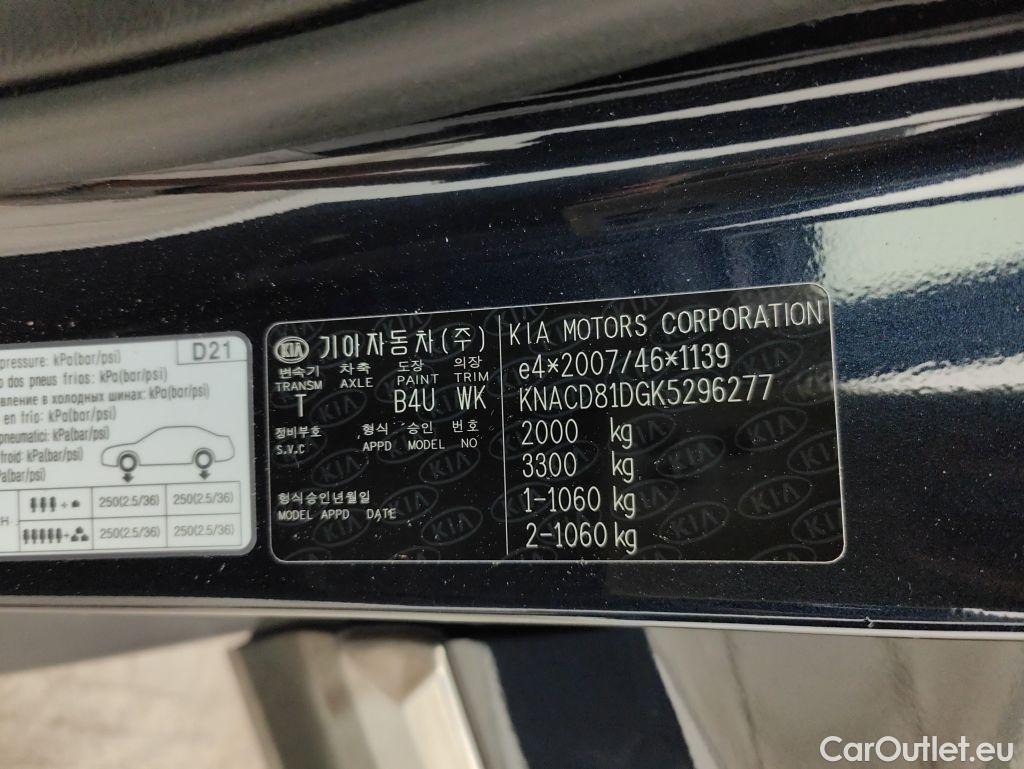 pressure: kPa(bar/psi)
D21
o dos pneus frios: kPa(bar/psi)
вление в холодных шинах: kPa(bar/psi)
en frío: kPa(bar/psi)
pneumatici: kPa(bar/psi)
froid: kPa(bar/psi)
Pa(bar/psi)
250(2.5/36) 250(2.5/36)
H
250(2.5/36) 250(2.5/36)
KIA 기아자동차(주)
변속기 차축 도장 의장
TRANSM AXLE PAINT TRIM
T B4U WK
정비부호 형식 승인 번호
S.V.C APPD MODEL NO
형식승인년월일
MODEL APPD DATE
KIA MOTORS CORPORATION
e4*2007/46*1139
KNACD81DGK5296277
2000 kg
3300 kg
1-1060 kg
2-1060 kg
CarOutlet.eu